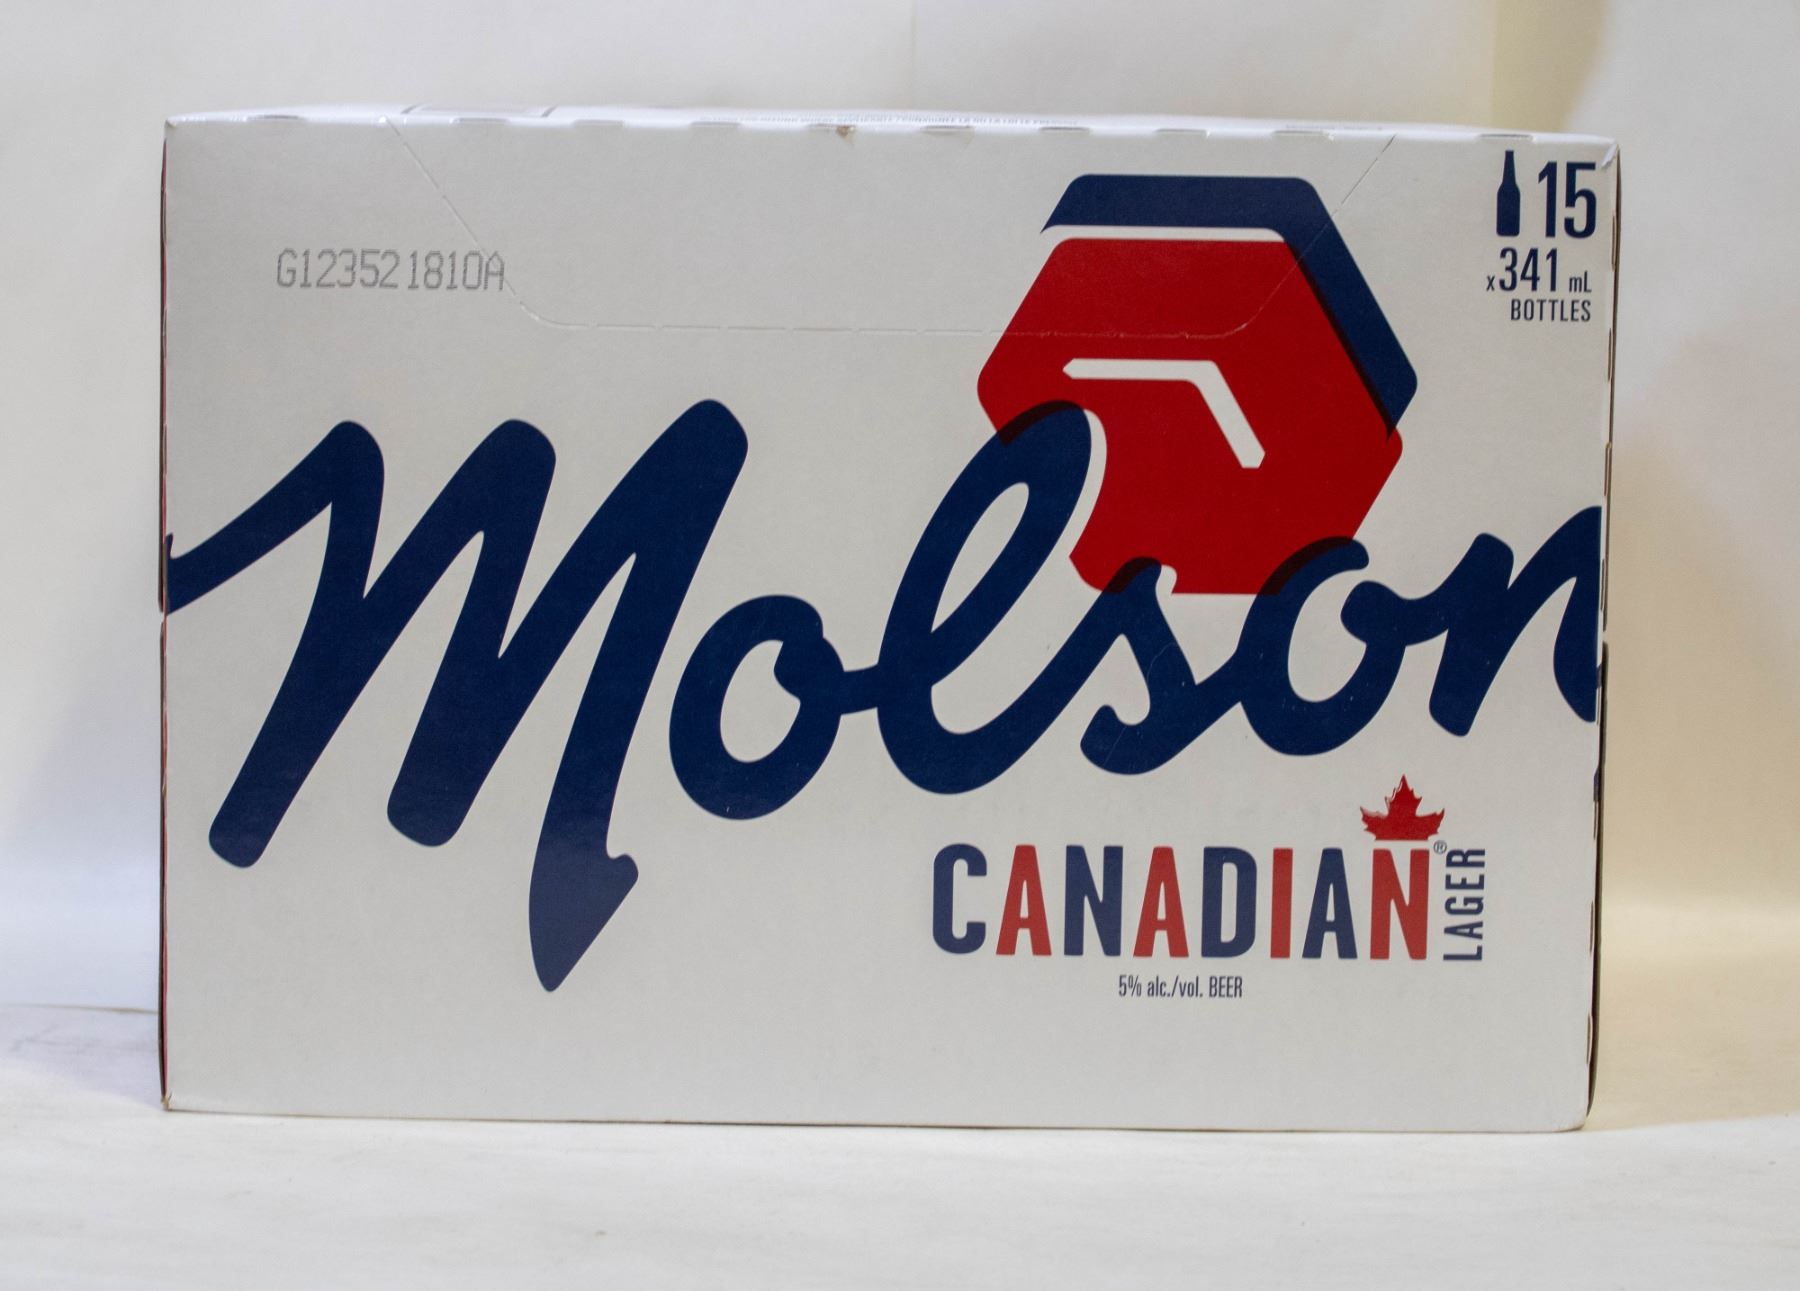 15
x341 mL
BOTTLES
G123521810A
Molson
CANADIAN®
LAGER
5% alc./vol. BEER